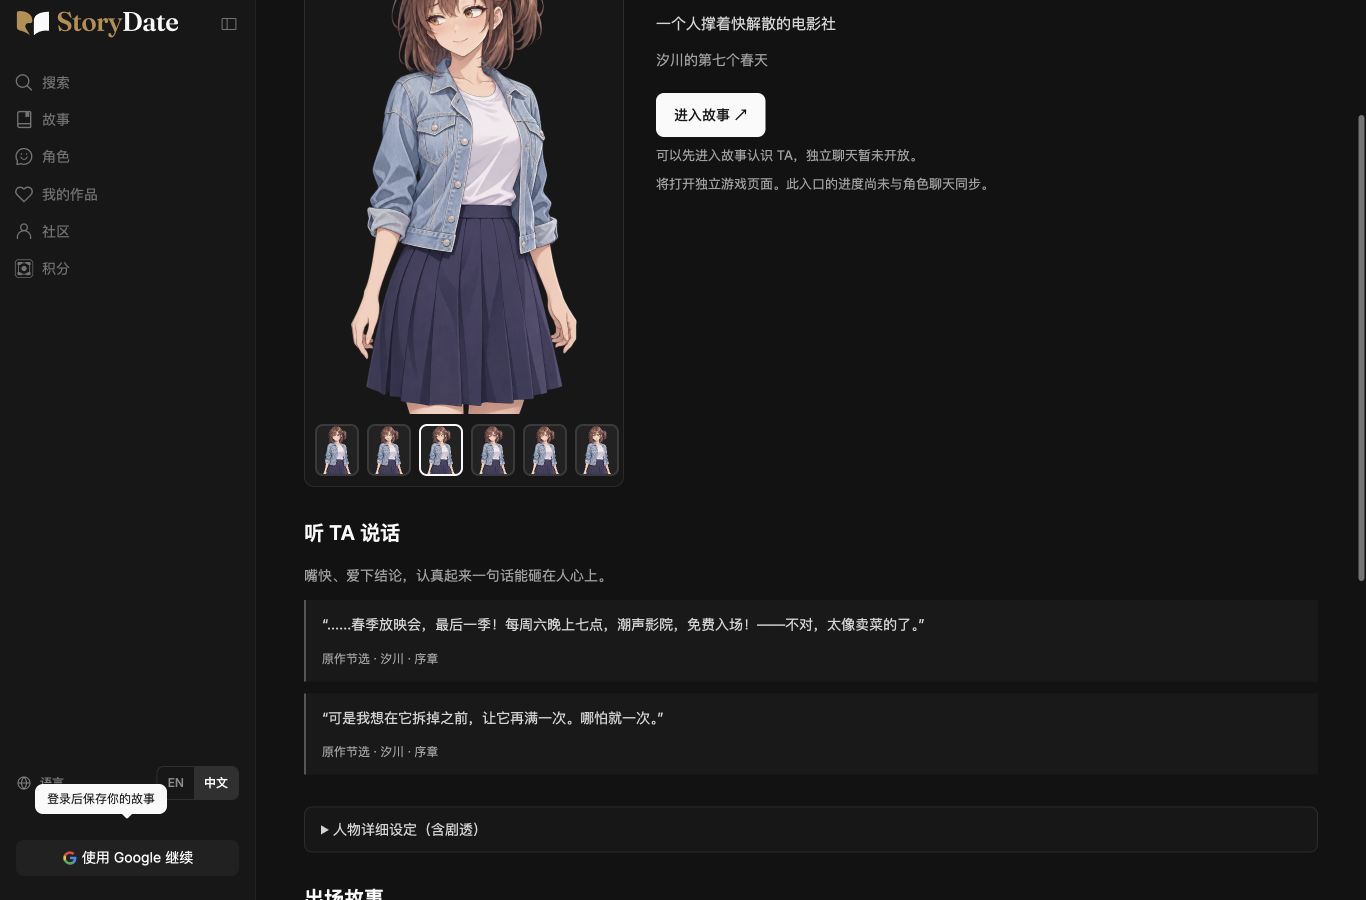 StoryDate
搜索
故事
角色
我的作品
社区
积分
语言
EN
中文
登录后保存你的故事
使用 Google 继续
一个人撑着快解散的电影社
汐川的第七个春天
进入故事 ↗
可以先进入故事认识 TA，独立聊天暂未开放。
将打开独立游戏页面。此入口的进度尚未与角色聊天同步。
听 TA 说话
嘴快、爱下结论，认真起来一句话能砸在人心上。
“……春季放映会，最后一季！每周六晚上七点，潮声影院，免费入场！——不对，太像卖菜的了。”
原作节选 · 汐川 · 序章
“可是我想在它拆掉之前，让它再满一次。哪怕就一次。”
原作节选 · 汐川 · 序章
▶ 人物详细设定（含剧透）
出场故事